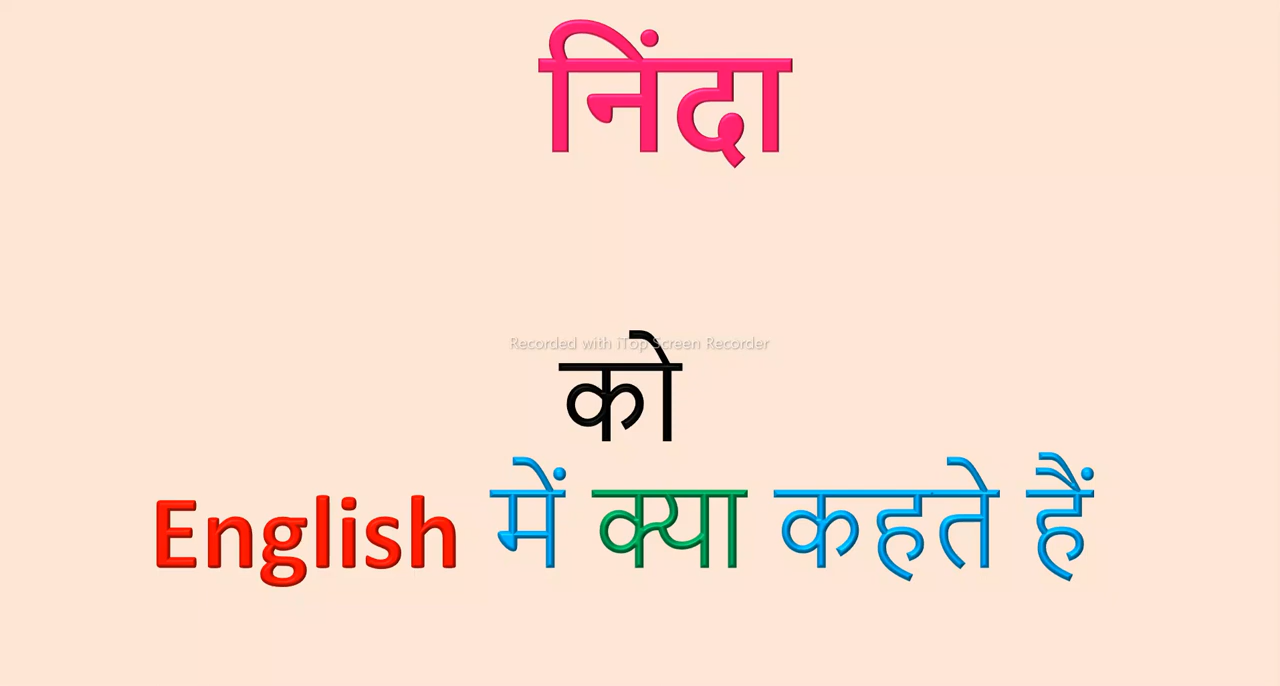 निंदा
Recorded with iTop Screen Recorder
को
English में क्या कहते हैं